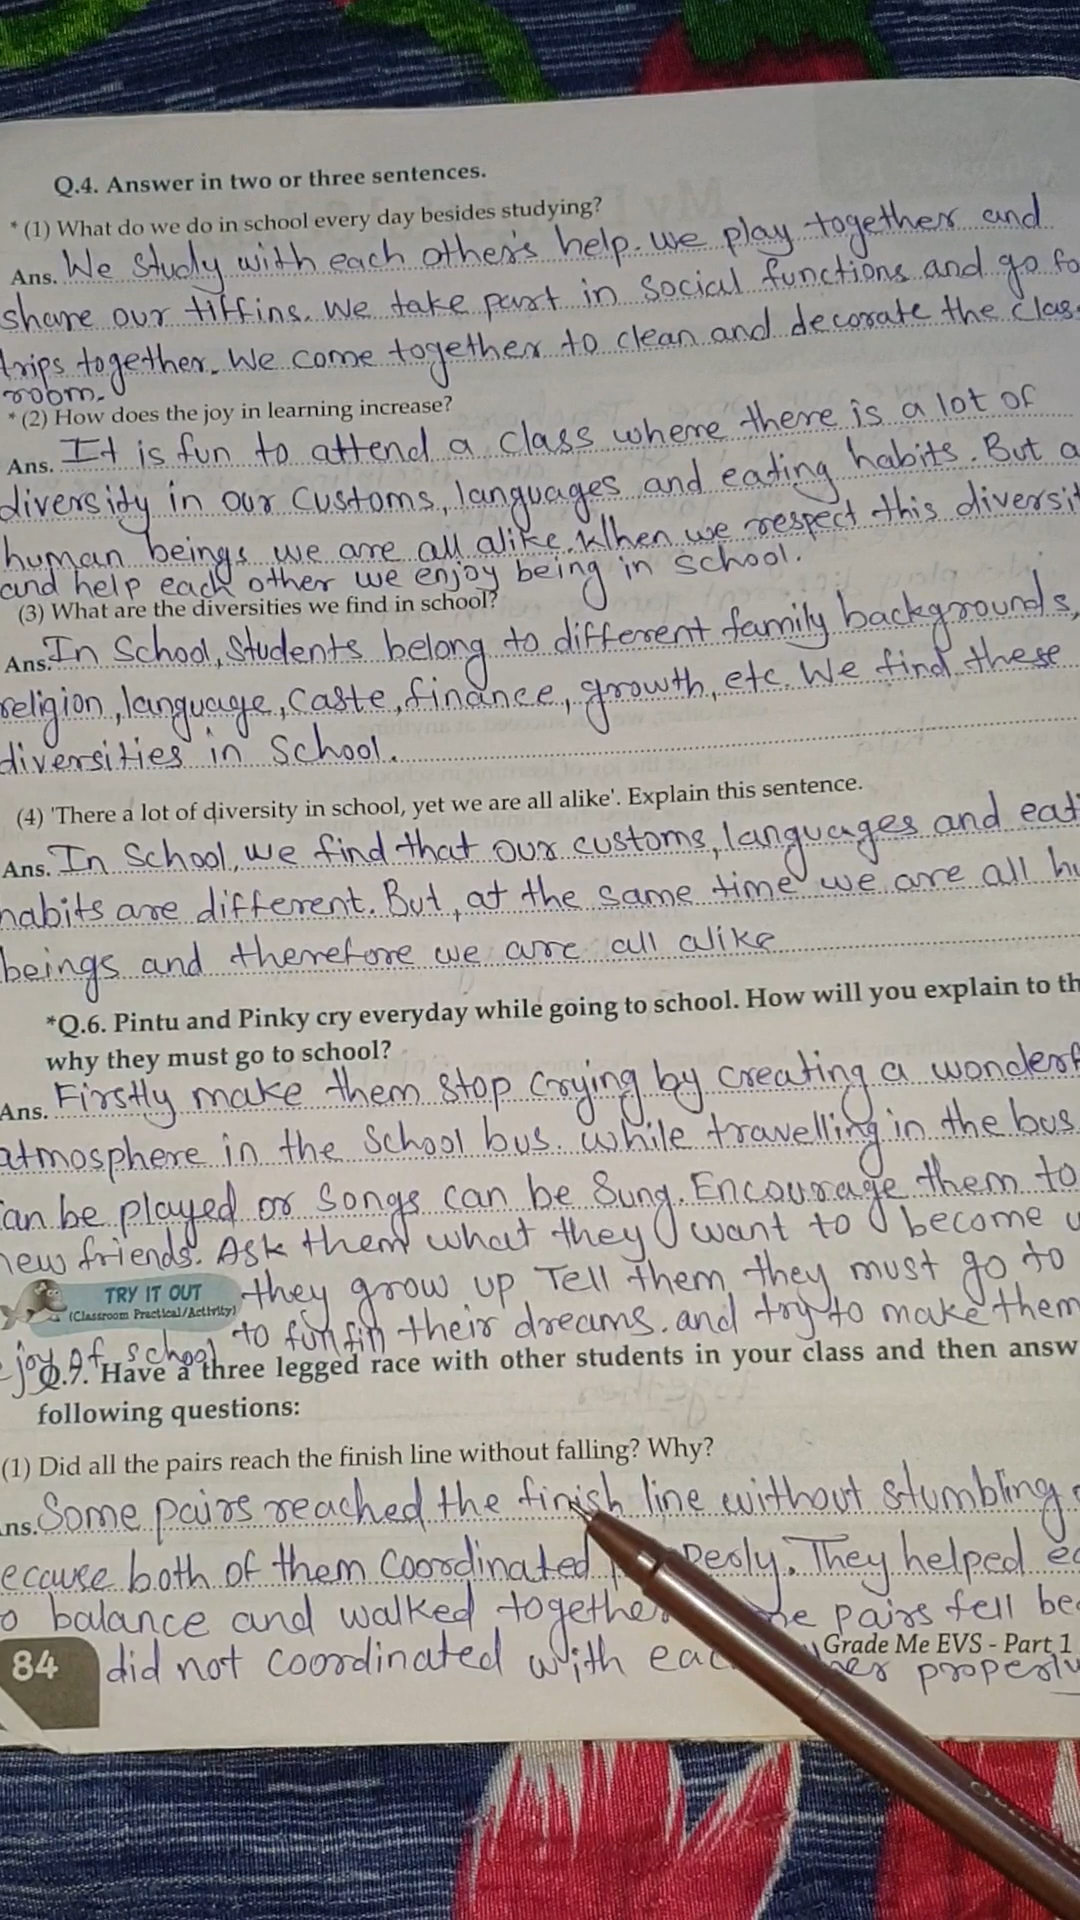 Q.4. Answer in two or three sentences.
* (1) What do we do in school every day besides studying?
Ans. We Study with each other's help. we play together and
share our tiffins. We take part in social functions and go fo
trips together. We come together to clean and decorate the clas
room.
* (2) How does the joy in learning increase?
Ans. It is fun to attend a class where there is a lot of
diversity in our customs, languages and eating habits. But a
human beings we are all alike. When we respect this diversit
and help each other we enjoy being in school.
(3) What are the diversities we find in school?
Ans. In School, Students belong to different family backgrounds,
religion, language, caste, finance, growth, etc. We find these
diversities in School.
(4) 'There a lot of diversity in school, yet we are all alike'. Explain this sentence.
Ans. In School, we find that our customs, languages and eat
habits are different. But, at the same time we are all hu
beings and therefore we are all alike
*Q.6. Pintu and Pinky cry everyday while going to school. How will you explain to th
why they must go to school?
Ans. Firstly make them stop crying by creating a wonderf
atmosphere in the School bus. while travelling in the bus
an be played or Songs can be Sung. Encourage them to
new friends. Ask them what they want to become
TRY IT OUT they grow up Tell them they must go to
(Classroom Practical/Activity)
to their dreams. and try to make them
joy of school
Q.7. Have a three legged race with other students in your class and then answ
following questions:
(1) Did all the pairs reach the finish line without falling? Why?
ns. Some pairs reached the finish line without stumbling
ecause both of them Coordinated perly. They helped ea
o balance and walked togethe pairs fell be
84 did not coordinated with eac her properly
Grade Me EVS - Part 1